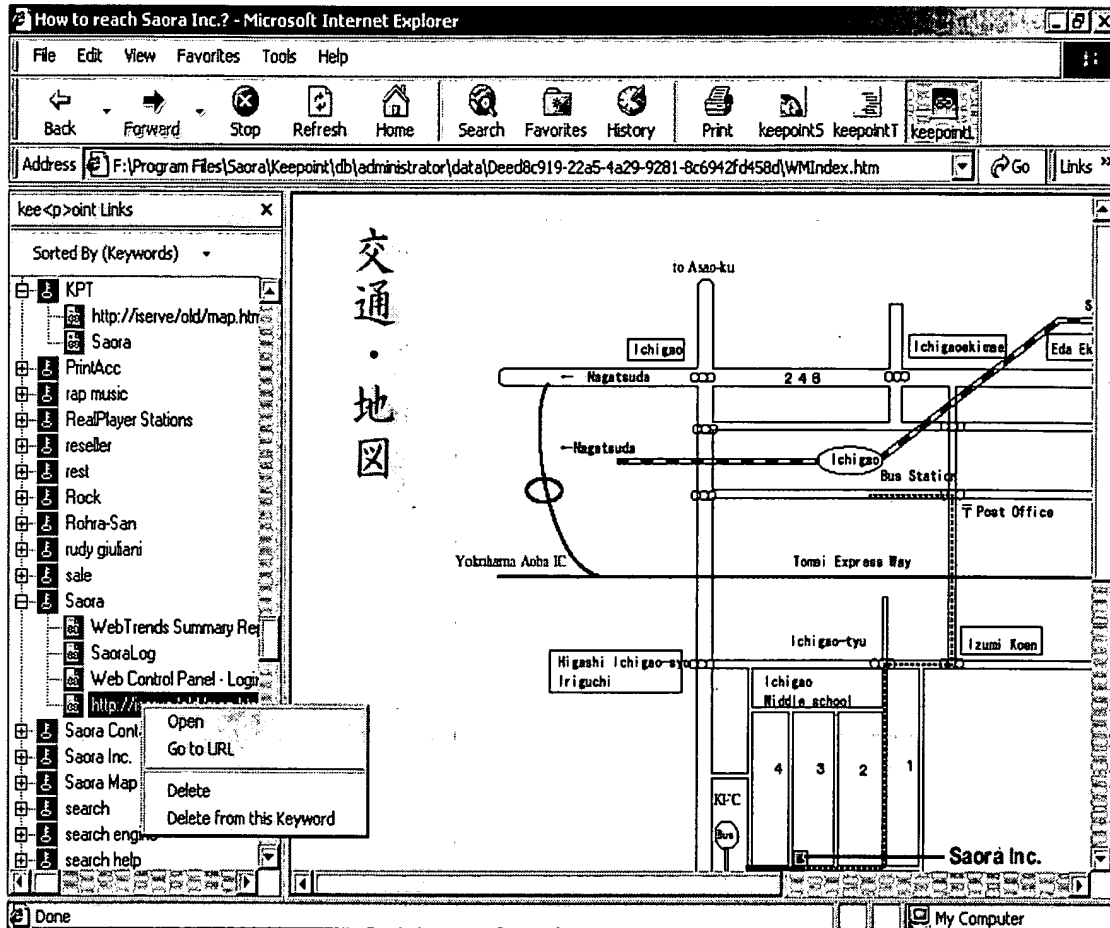 How to reach Saora Inc.? - Microsoft Internet Explorer
File Edit View Favorites Tools Help
Back Forward Stop Refresh Home Search Favorites History Print keepointS keepointT keepointL
Address F:\Program Files\Saora\Keepoint\db\administrator\data\Deed8c919-22a5-4a29-9281-8c6942fd458d\WMIndex.htm Go Links »
kee<p>oint Links X
Sorted By (Keywords)
KPT
http://iserve/old/map.htm
Saora
PrintAcc
rap music
RealPlayer Stations
reseller
rest
Rock
Rohra-San
rudy giuliani
sale
Saora
WebTrends Summary Re
SaoraLog
Web Control Panel - Login
http://i
Saora Cont
Saora Inc.
Saora Map
search
search engine
search help
Open
Go to URL
Delete
Delete from this Keyword
交通・地図
to Asao-ku
Ichigao
Ichigaoekimae
S
Eda Ek
← Nagatsuda
2 4 6
←Nagatsuda
Ichigao
Bus Station
〒Post Office
Yokohama Aoba IC
Tomei Express Way
Ichigao-tyu
Izumi Koen
Higashi Ichigao-syo
Iriguchi
Ichigao
Middle school
4 3 2 1
KFC
Bus
Saora Inc.
Done
My Computer